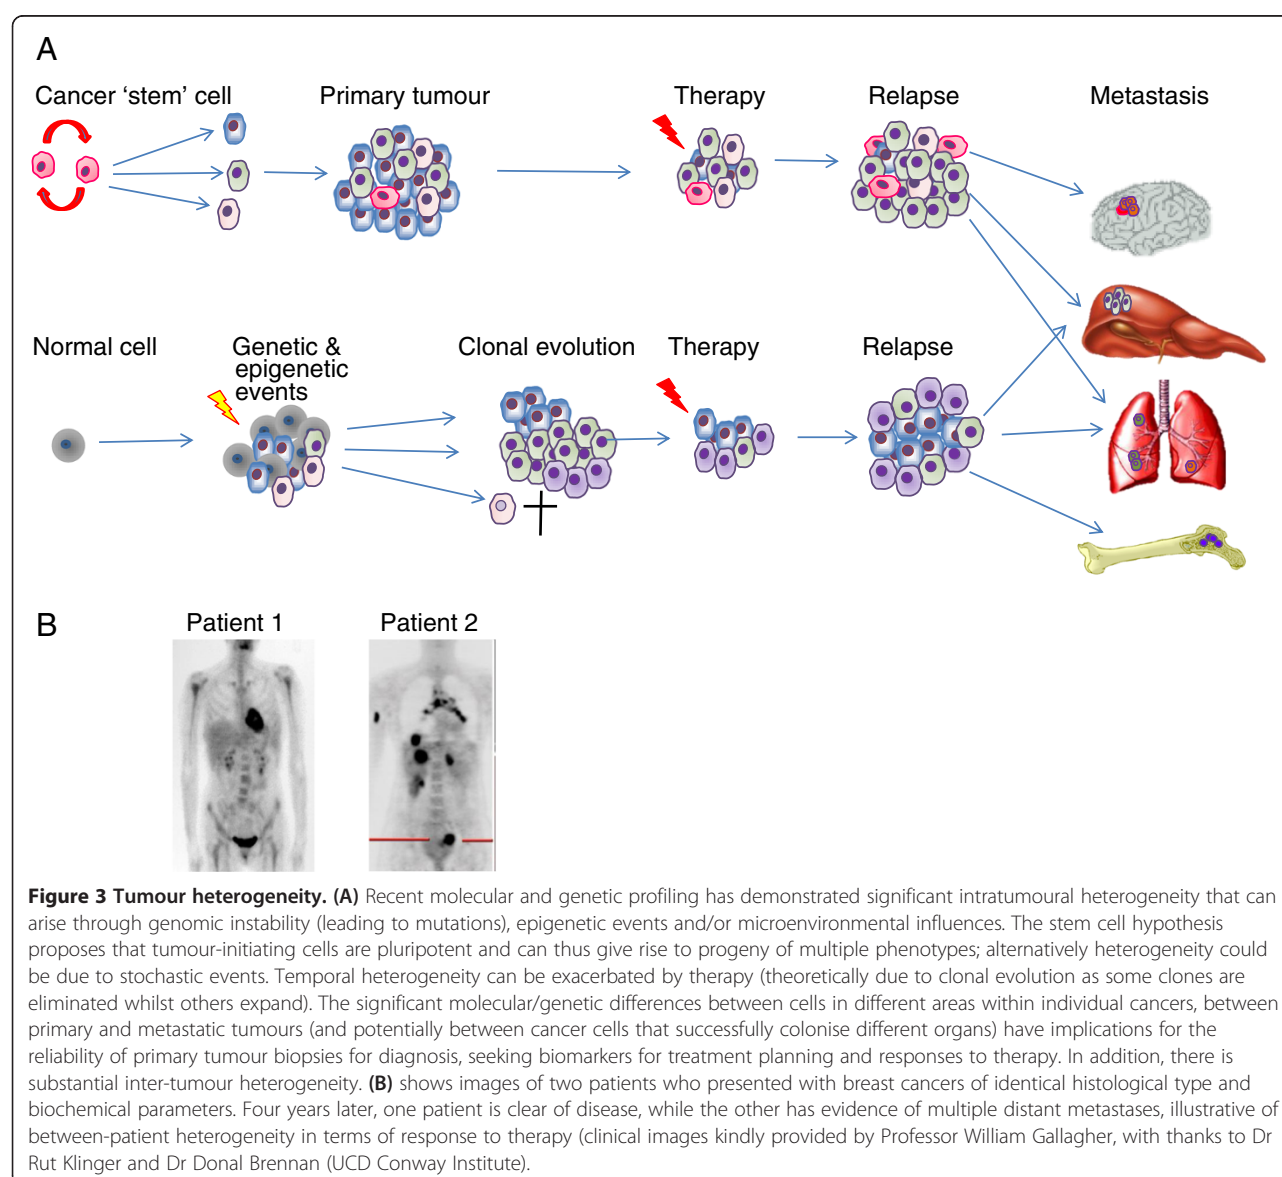 A
Cancer ‘stem’ cell
Primary tumour
Therapy
Relapse
Metastasis
Normal cell
Genetic &
epigenetic
events
Clonal evolution
Therapy
Relapse
B
Patient 1
Patient 2
Figure 3 Tumour heterogeneity. (A) Recent molecular and genetic profiling has demonstrated significant intratumoural heterogeneity that can
arise through genomic instability (leading to mutations), epigenetic events and/or microenvironmental influences. The stem cell hypothesis
proposes that tumour-initiating cells are pluripotent and can thus give rise to progeny of multiple phenotypes; alternatively heterogeneity could
be due to stochastic events. Temporal heterogeneity can be exacerbated by therapy (theoretically due to clonal evolution as some clones are
eliminated whilst others expand). The significant molecular/genetic differences between cells in different areas within individual cancers, between
primary and metastatic tumours (and potentially between cancer cells that successfully colonise different organs) have implications for the
reliability of primary tumour biopsies for diagnosis, seeking biomarkers for treatment planning and responses to therapy. In addition, there is
substantial inter-tumour heterogeneity. (B) shows images of two patients who presented with breast cancers of identical histological type and
biochemical parameters. Four years later, one patient is clear of disease, while the other has evidence of multiple distant metastases, illustrative of
between-patient heterogeneity in terms of response to therapy (clinical images kindly provided by Professor William Gallagher, with thanks to Dr
Rut Klinger and Dr Donal Brennan (UCD Conway Institute).